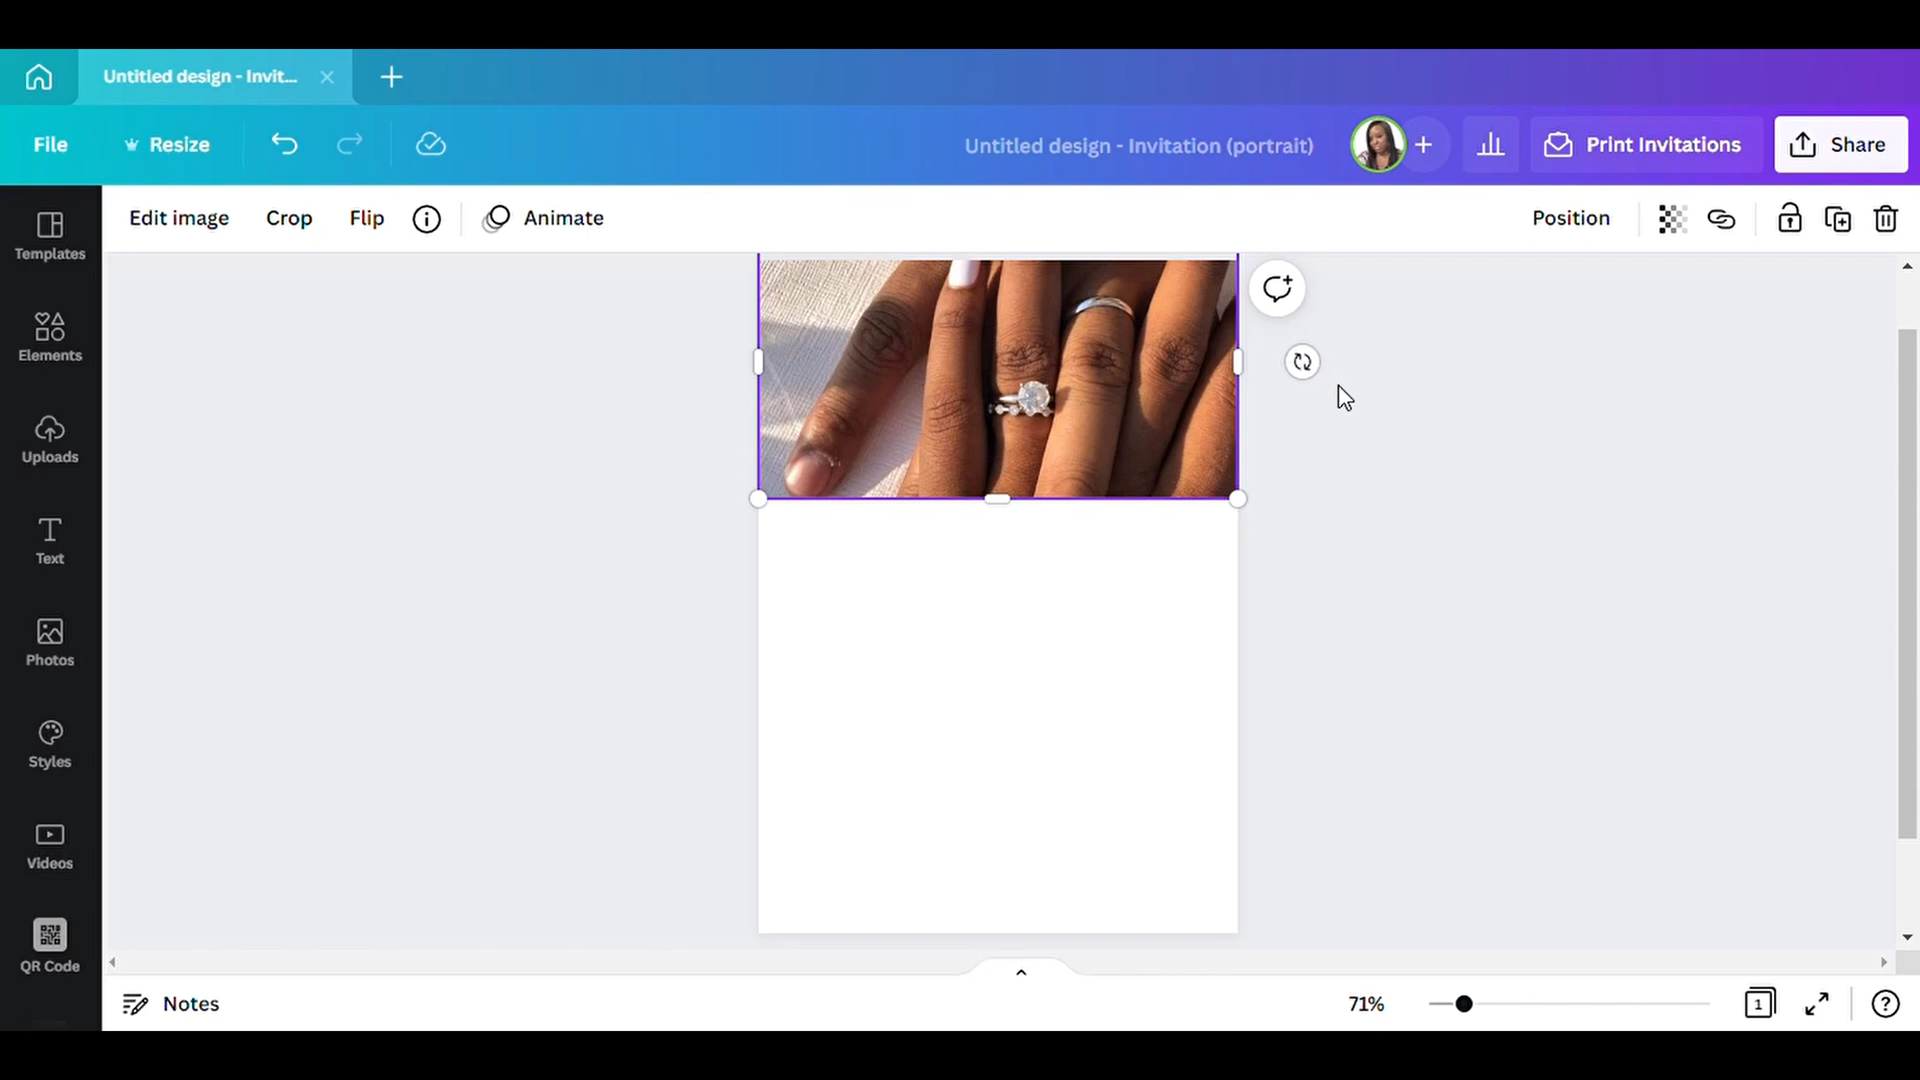 Untitled design - Invit...
File
Resize
Untitled design - Invitation (portrait)
Print Invitations
Share
Edit image
Crop
Flip
Animate
Position
Templates
Elements
Uploads
Text
Photos
Styles
Videos
QR Code
Notes
71%
1